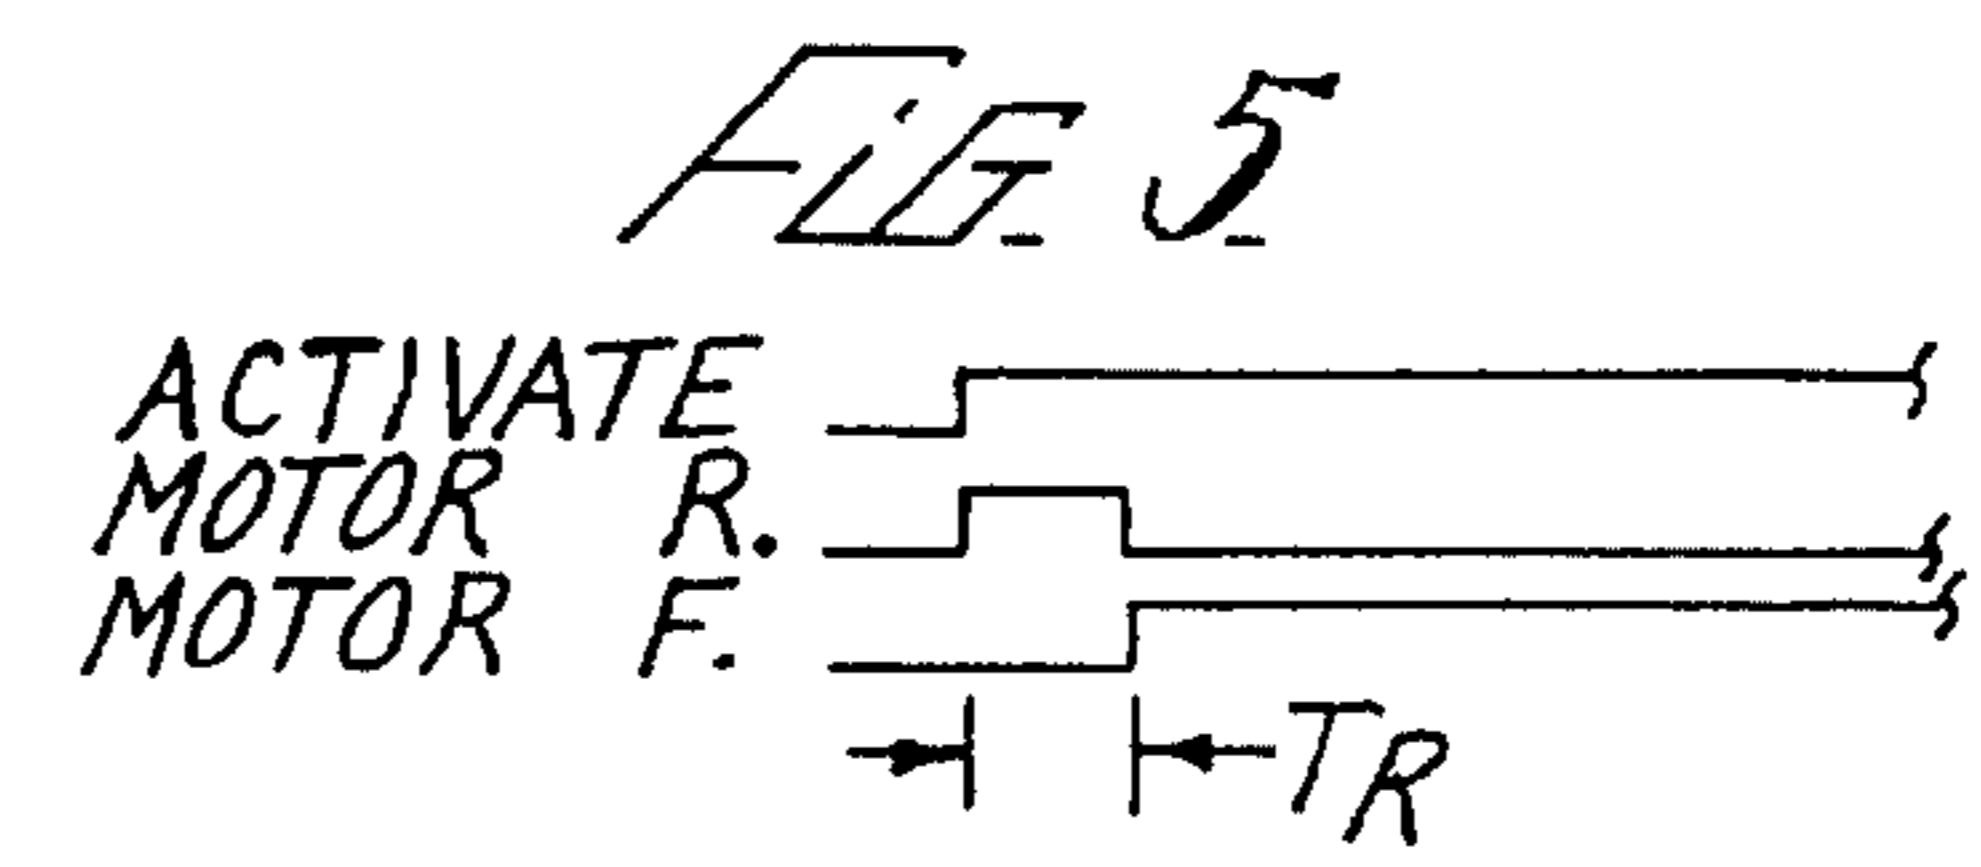 FiG. 5.
ACTIVATE
MOTOR R.
MOTOR F.
TR